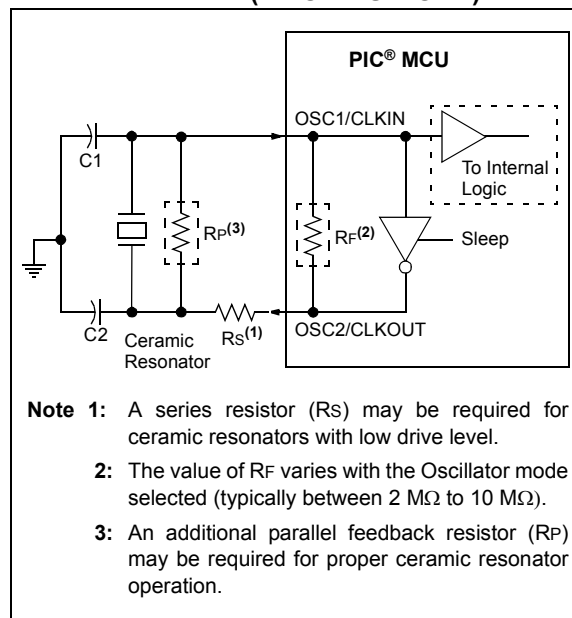 PIC® MCU
OSC1/CLKIN
C1
To Internal
Logic
RP(3)
RF(2)
Sleep
C2
Ceramic
Resonator
RS(1)
OSC2/CLKOUT
Note 1: A series resistor (RS) may be required for
ceramic resonators with low drive level.
2: The value of RF varies with the Oscillator mode
selected (typically between 2 MΩ to 10 MΩ).
3: An additional parallel feedback resistor (RP)
may be required for proper ceramic resonator
operation.